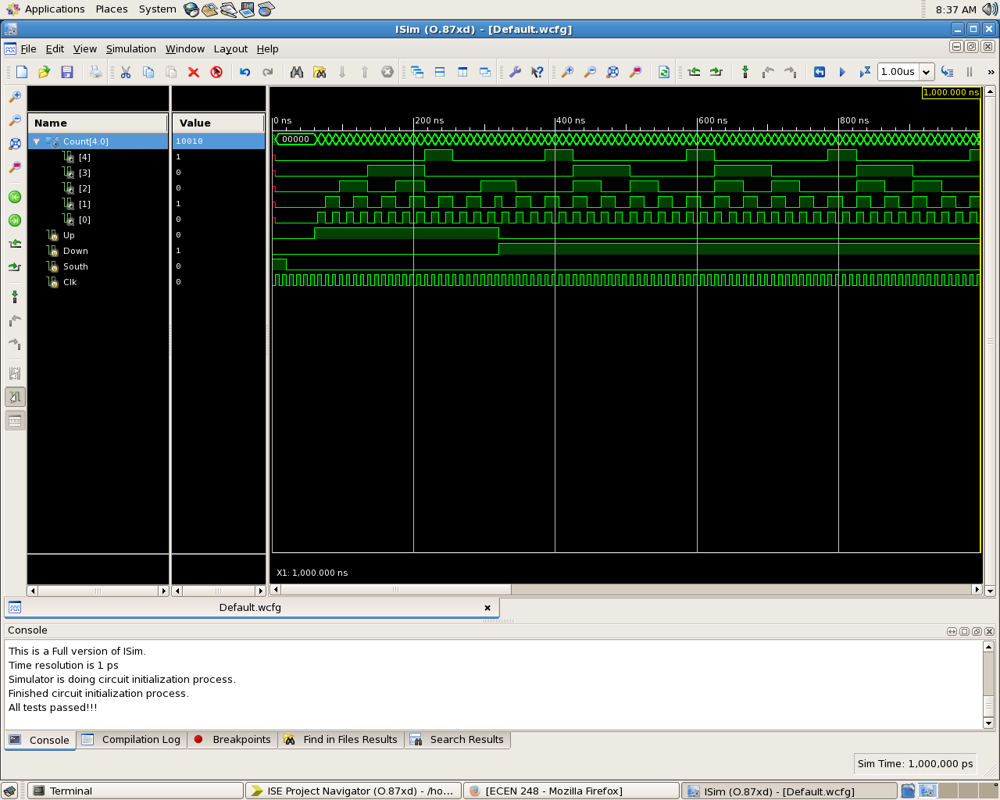 Applications Places System 8:37 AM
ISim (O.87xd) - [Default.wcfg]
File Edit View Simulation Window Layout Help
1.00us »
1,000.000 ns
Name Value
0 ns 200 ns 400 ns 600 ns 800 ns
Count[4:0] 10010 00000
[4] 1
[3] 0
[2] 0
[1] 1
[0] 0
Up 0
Down 1
South 0
Clk 0
X1: 1,000.000 ns
Default.wcfg
Console
This is a Full version of ISim.
Time resolution is 1 ps
Simulator is doing circuit initialization process.
Finished circuit initialization process.
All tests passed!!!
Console Compilation Log Breakpoints Find in Files Results Search Results
Sim Time: 1,000,000 ps
Terminal ISE Project Navigator (O.87xd) - /ho... [ECEN 248 - Mozilla Firefox] ISim (O.87xd) - [Default.wcfg]